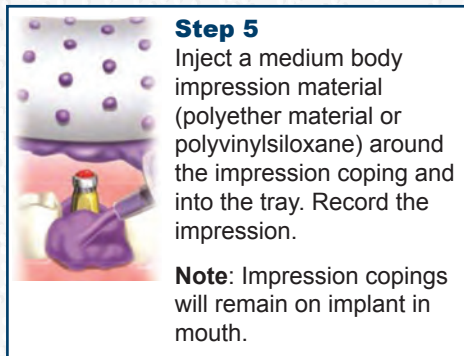 Step 5
Inject a medium body
impression material
(polyether material or
polyvinylsiloxane) around
the impression coping and
into the tray. Record the
impression.
Note: Impression copings
will remain on implant in
mouth.